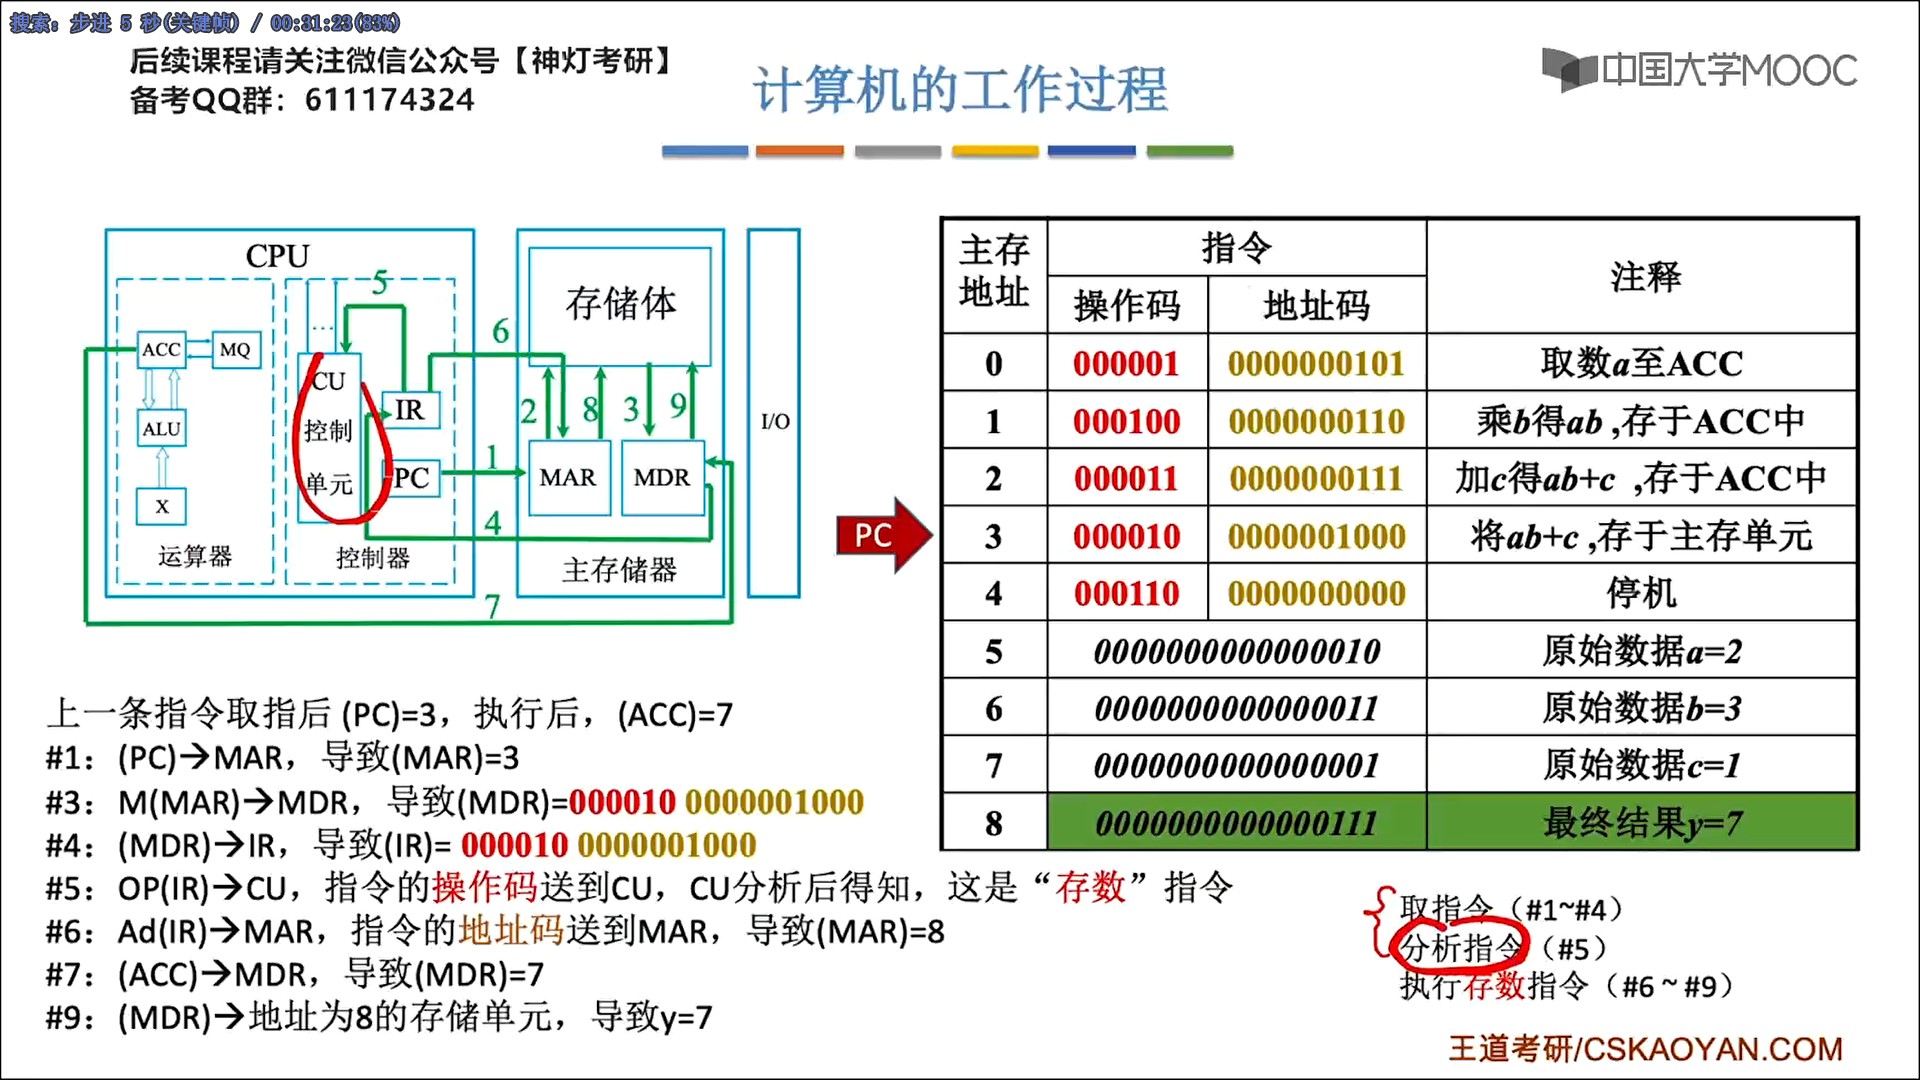 搜索: 步进 5 秒(关键帧) / 00:31:23(83%)
后续课程请关注微信公众号【神灯考研】
备考QQ群：611174324
计算机的工作过程
中国大学MOOC
CPU
ACC
MQ
ALU
X
运算器
...
CU
控制
单元
IR
PC
控制器
存储体
MAR
MDR
主存储器
I/O
1
2
3
4
5
6
7
8
9
PC
主存地址 指令 注释
操作码 地址码
0 000001 0000000101 取数a至ACC
1 000100 0000000110 乘b得ab ,存于ACC中
2 000011 0000000111 加c得ab+c ,存于ACC中
3 000010 0000001000 将ab+c ,存于主存单元
4 000110 0000000000 停机
5 0000000000000010 原始数据a=2
6 0000000000000011 原始数据b=3
7 0000000000000001 原始数据c=1
8 0000000000000111 最终结果y=7
上一条指令取指后 (PC)=3，执行后，(ACC)=7
#1：(PC)→MAR，导致(MAR)=3
#3：M(MAR)→MDR，导致(MDR)=000010 0000001000
#4：(MDR)→IR，导致(IR)= 000010 0000001000
#5：OP(IR)→CU，指令的操作码送到CU，CU分析后得知，这是“存数”指令
#6：Ad(IR)→MAR，指令的地址码送到MAR，导致(MAR)=8
#7：(ACC)→MDR，导致(MDR)=7
#9：(MDR)→地址为8的存储单元，导致y=7
取指令（#1~#4）
分析指令（#5）
执行存数指令（#6 ~ #9）
王道考研/CSKAOYAN.COM